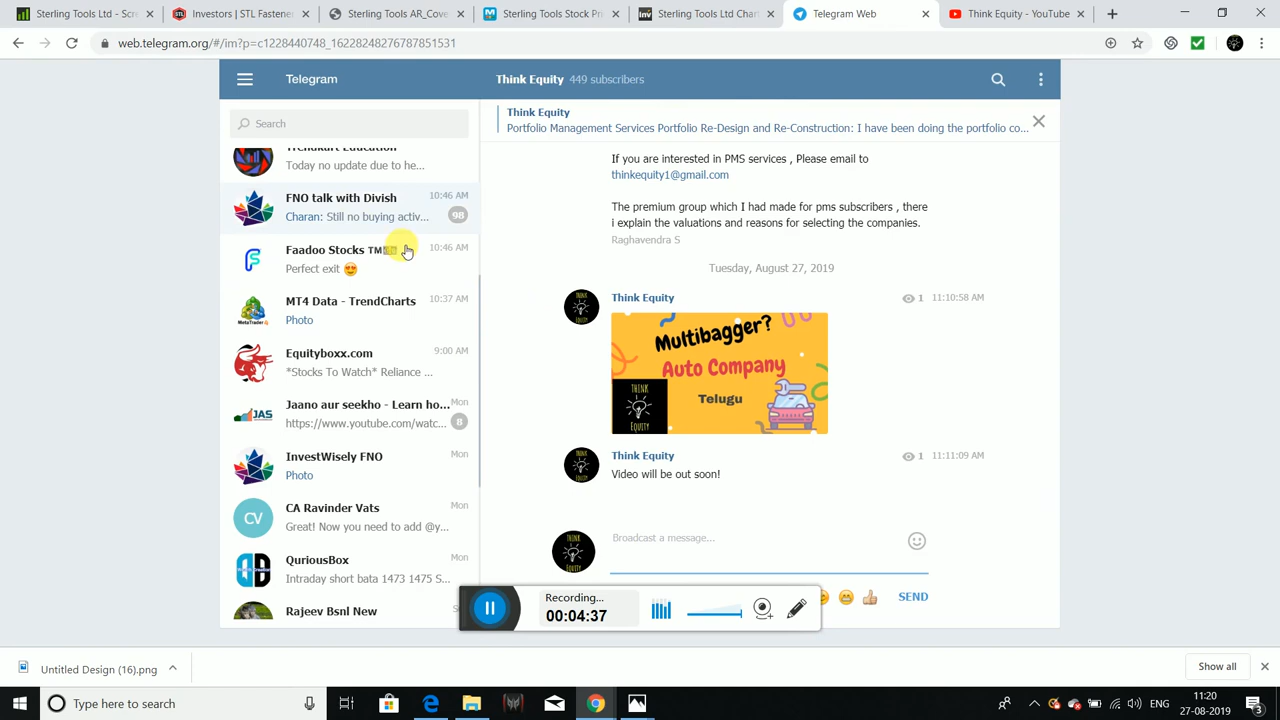 Sterling Tools Ltd - Scre
Investors | STL Fastener
Sterling Tools AR_Cove
Sterling Tools Stock Pri
Sterling Tools Ltd Char
Telegram Web
Think Equity - YouTube
web.telegram.org/#/im?p=c1228440748_16228248276787851531
Telegram
Think Equity 449 subscribers
Search
Think Equity
Portfolio Management Services Portfolio Re-Design and Re-Construction: I have been doing the portfolio co...
Trendkart Education
Today no update due to he...
FNO talk with Divish 10:46 AM
Charan: Still no buying activ... 98
Faadoo Stocks TM 10:46 AM
Perfect exit
MT4 Data - TrendCharts 10:37 AM
Photo
Equityboxx.com 9:00 AM
*Stocks To Watch* Reliance ...
Jaano aur seekho - Learn ho... Mon
https://www.youtube.com/watc... 8
InvestWisely FNO Mon
Photo
CA Ravinder Vats Mon
Great! Now you need to add @y...
QuriousBox Mon
Intraday short bata 1473 1475 S...
Rajeev Bsnl New
If you are interested in PMS services , Please email to
thinkequity1@gmail.com
The premium group which I had made for pms subscribers , there
i explain the valuations and reasons for selecting the companies.
Raghavendra S
Tuesday, August 27, 2019
Think Equity 1 11:10:58 AM
Multibagger?
Auto Company
Telugu
THINK
EQUITY
Think Equity 1 11:11:09 AM
Video will be out soon!
Broadcast a message...
SEND
Recording...
00:04:37
Untitled Design (16).png
Show all
Type here to search
ENG
11:20
27-08-2019
3